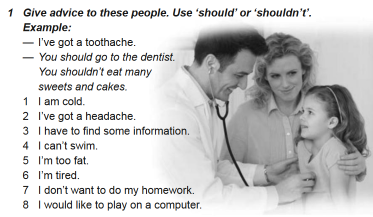 1 Give advice to these people. Use ‘should’ or ‘shouldn’t’.
Example:
— I’ve got a toothache.
— You should go to the dentist.
You shouldn’t eat many
sweets and cakes.
1 I am cold.
2 I’ve got a headache.
3 I have to find some information.
4 I can’t swim.
5 I’m too fat.
6 I’m tired.
7 I don’t want to do my homework.
8 I would like to play on a computer.